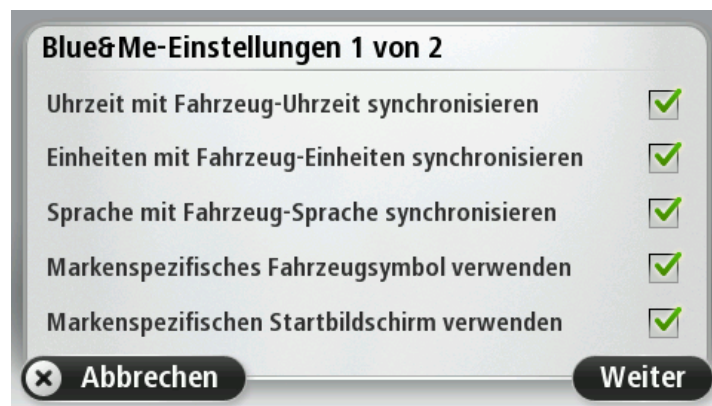 Blue&Me-Einstellungen 1 von 2
Uhrzeit mit Fahrzeug-Uhrzeit synchronisieren
Einheiten mit Fahrzeug-Einheiten synchronisieren
Sprache mit Fahrzeug-Sprache synchronisieren
Markenspezifisches Fahrzeugsymbol verwenden
Markenspezifischen Startbildschirm verwenden
Abbrechen
Weiter